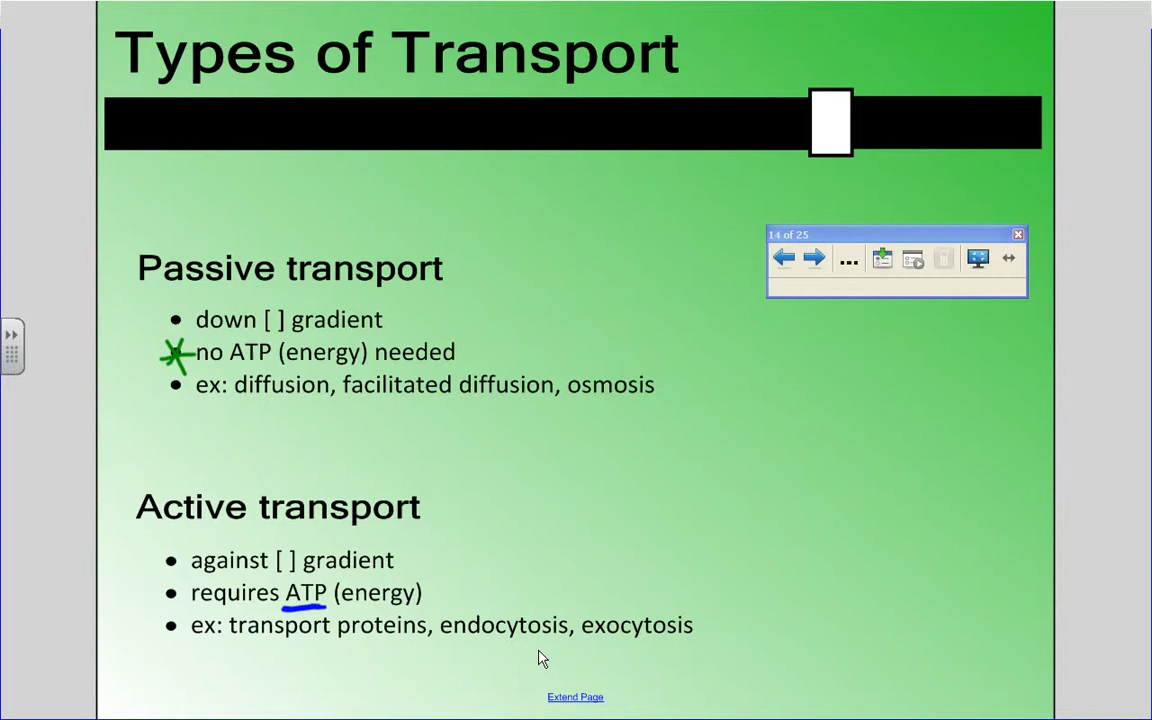 Types of Transport
14 of 25
Passive transport
• down [ ] gradient
• no ATP (energy) needed
• ex: diffusion, facilitated diffusion, osmosis
Active transport
• against [ ] gradient
• requires ATP (energy)
• ex: transport proteins, endocytosis, exocytosis
Extend Page